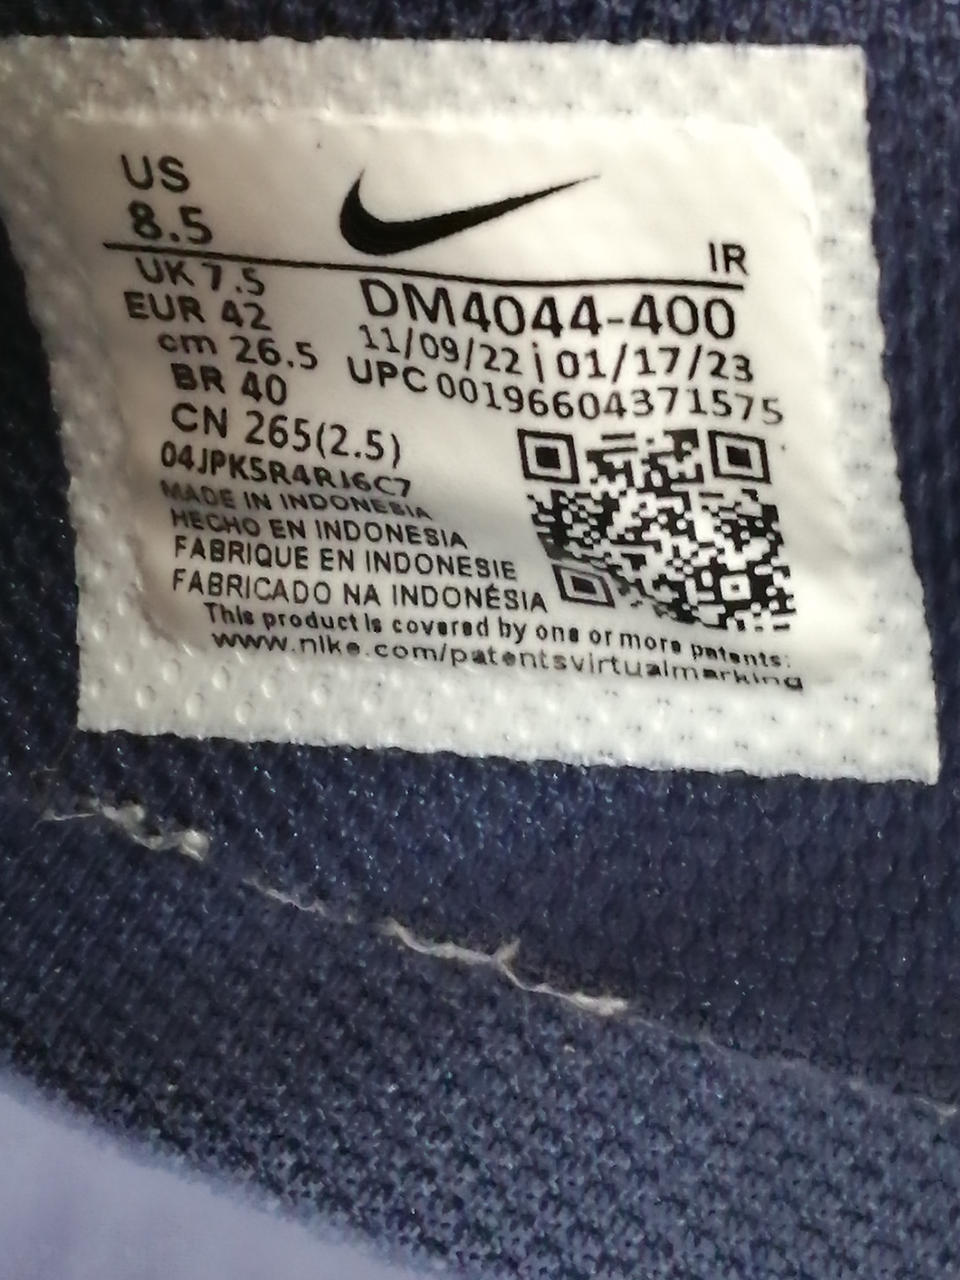 US
8.5
IR
UK 7.5
EUR 42
cm 26.5
BR 40
CN 265(2.5)
DM4044-400
11/09/22 | 01/17/23
UPC 00196604371575
04JPK5R4RJ6C7
MADE IN INDONESIA
HECHO EN INDONESIA
FABRIQUE EN INDONESIE
FABRICADO NA INDONÉSIA
This product is covered by one or more patents:
www.nike.com/patentsvirtualmarking